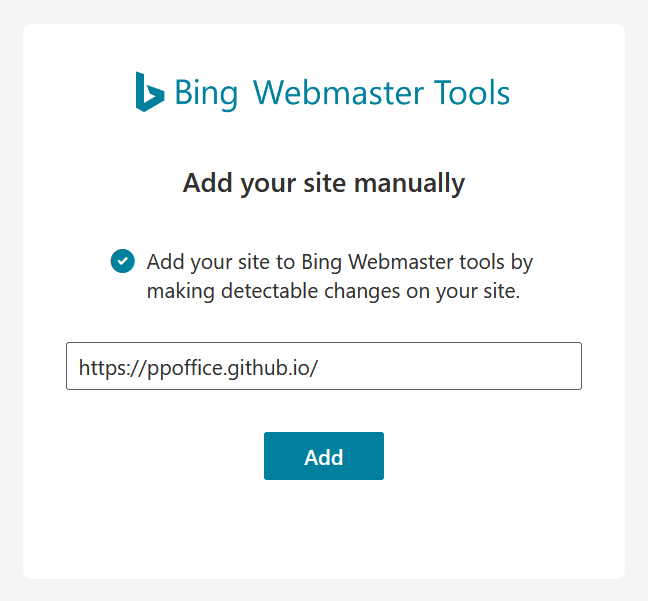 Bing Webmaster Tools
Add your site manually
Add your site to Bing Webmaster tools by
making detectable changes on your site.
https://ppoffice.github.io/
Add